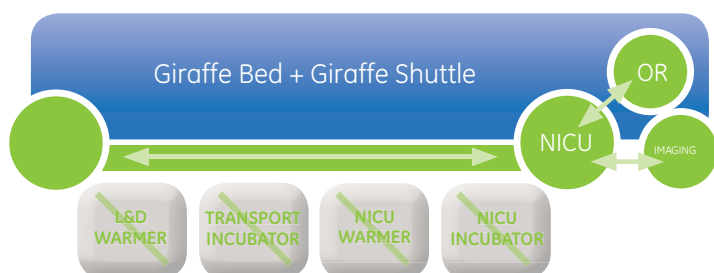 Giraffe Bed + Giraffe Shuttle
OR
NICU
IMAGING
L&D
WARMER
TRANSPORT
INCUBATOR
NICU
WARMER
NICU
INCUBATOR